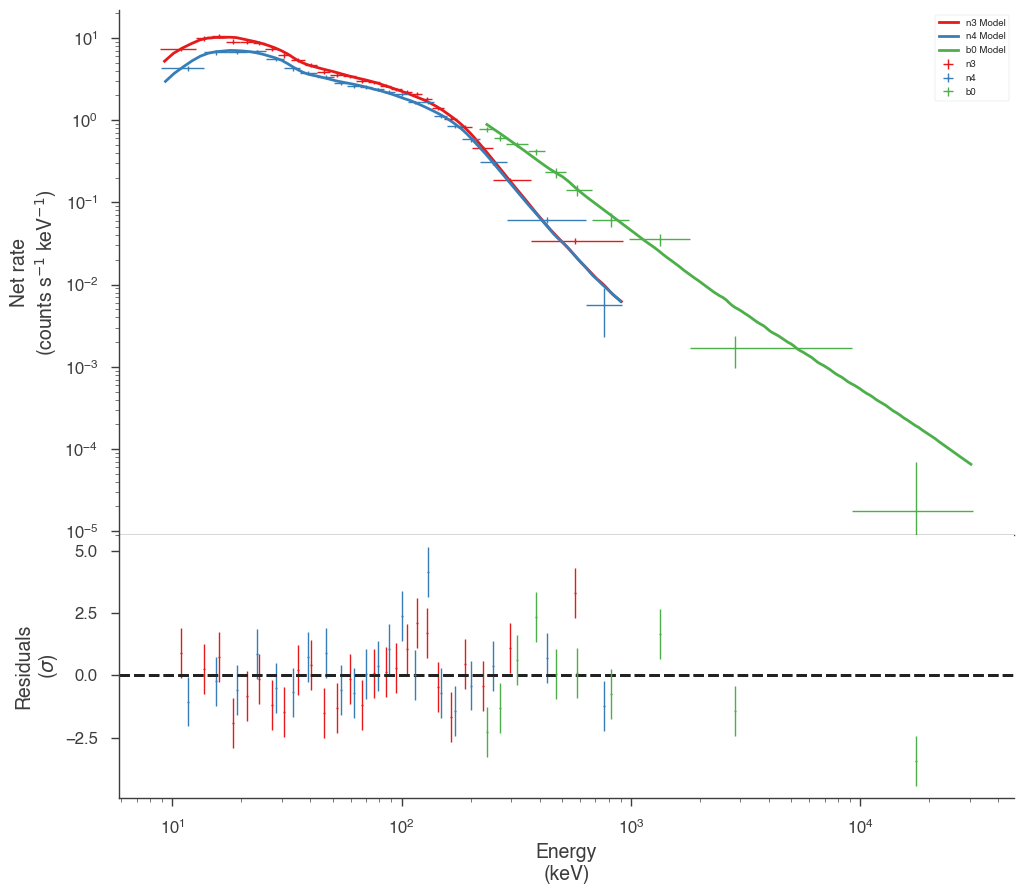 n3 Model
n4 Model
b0 Model
n3
n4
b0
10¹
10⁰
10⁻¹
10⁻²
10⁻³
10⁻⁴
10⁻⁵
Net rate
(counts s⁻¹ keV⁻¹)
5.0
2.5
0.0
−2.5
Residuals
(σ)
10¹ 10² 10³ 10⁴
Energy
(keV)